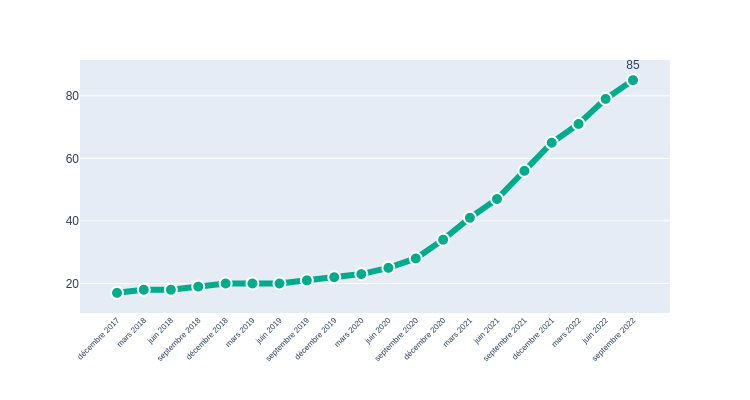 85
80
60
40
20
décembre 2017
mars 2018
juin 2018
septembre 2018
décembre 2018
mars 2019
juin 2019
septembre 2019
décembre 2019
mars 2020
juin 2020
septembre 2020
décembre 2020
mars 2021
juin 2021
septembre 2021
décembre 2021
mars 2022
juin 2022
septembre 2022